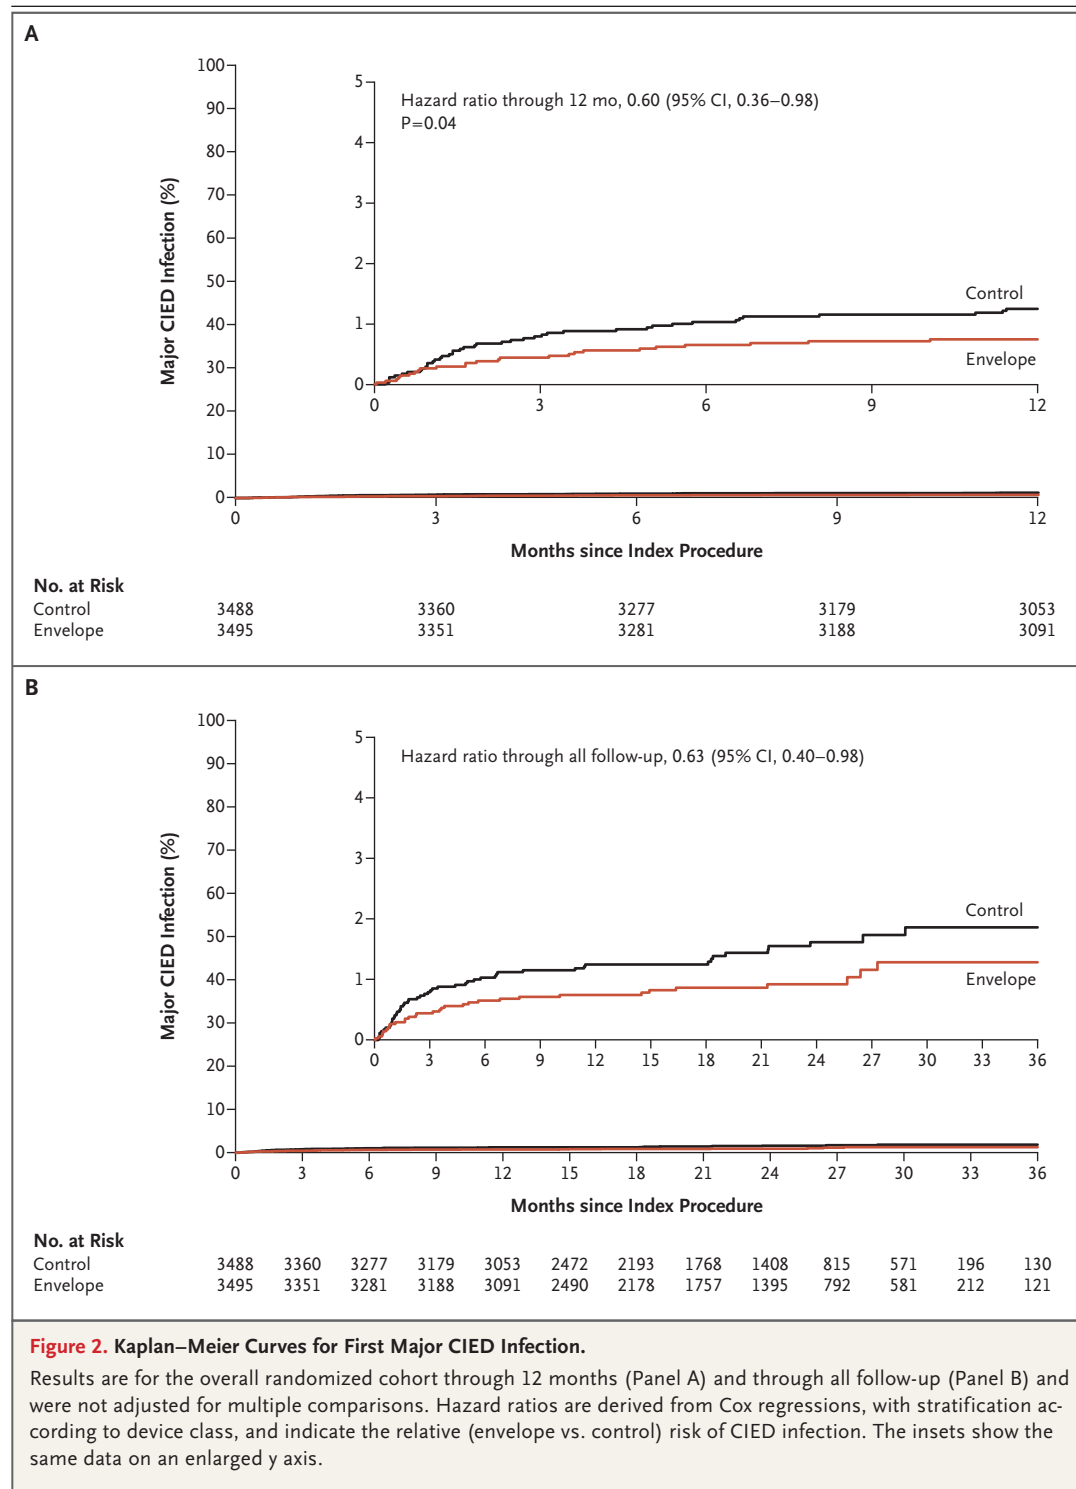 A
100
90
80
70
60
50
40
30
20
10
0
Major CIED Infection (%)
5
4
3
2
1
0
Hazard ratio through 12 mo, 0.60 (95% CI, 0.36–0.98)
P=0.04
Control
Envelope
0 3 6 9 12
0 3 6 9 12
Months since Index Procedure
No. at Risk
Control 3488 3360 3277 3179 3053
Envelope 3495 3351 3281 3188 3091
B
100
90
80
70
60
50
40
30
20
10
0
Major CIED Infection (%)
5
4
3
2
1
0
Hazard ratio through all follow-up, 0.63 (95% CI, 0.40–0.98)
Control
Envelope
0 3 6 9 12 15 18 21 24 27 30 33 36
0 3 6 9 12 15 18 21 24 27 30 33 36
Months since Index Procedure
No. at Risk
Control 3488 3360 3277 3179 3053 2472 2193 1768 1408 815 571 196 130
Envelope 3495 3351 3281 3188 3091 2490 2178 1757 1395 792 581 212 121
Figure 2. Kaplan–Meier Curves for First Major CIED Infection.
Results are for the overall randomized cohort through 12 months (Panel A) and through all follow-up (Panel B) and
were not adjusted for multiple comparisons. Hazard ratios are derived from Cox regressions, with stratification ac-
cording to device class, and indicate the relative (envelope vs. control) risk of CIED infection. The insets show the
same data on an enlarged y axis.